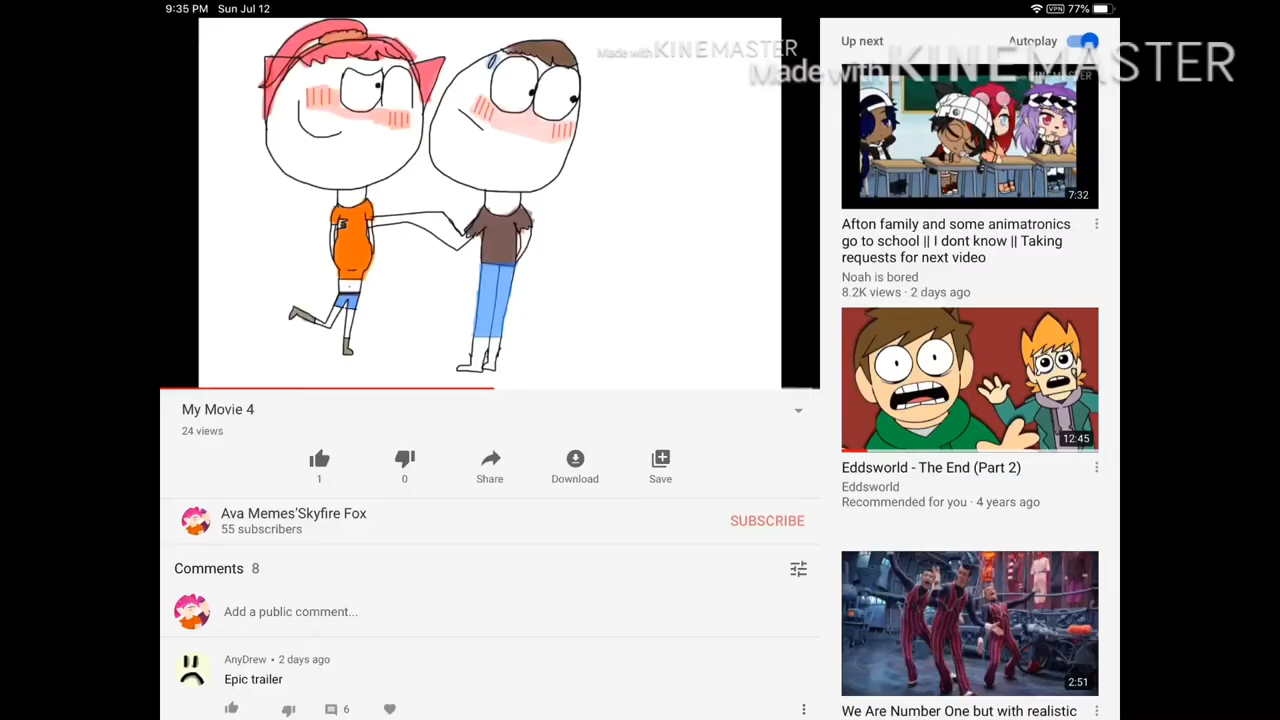 9:35 PM Sun Jul 12
VPN 77%
Made with KINEMASTER
Made with KINEMASTER
Up next
Autoplay
KINEMASTER
7:32
Afton family and some animatronics
go to school || I dont know || Taking
requests for next video
Noah is bored
8.2K views · 2 days ago
12:45
Eddsworld - The End (Part 2)
Eddsworld
Recommended for you · 4 years ago
2:51
We Are Number One but with realistic
My Movie 4
24 views
1
0
Share
Download
Save
Ava Memes'Skyfire Fox
55 subscribers
SUBSCRIBE
Comments 8
Add a public comment...
AnyDrew • 2 days ago
Epic trailer
6